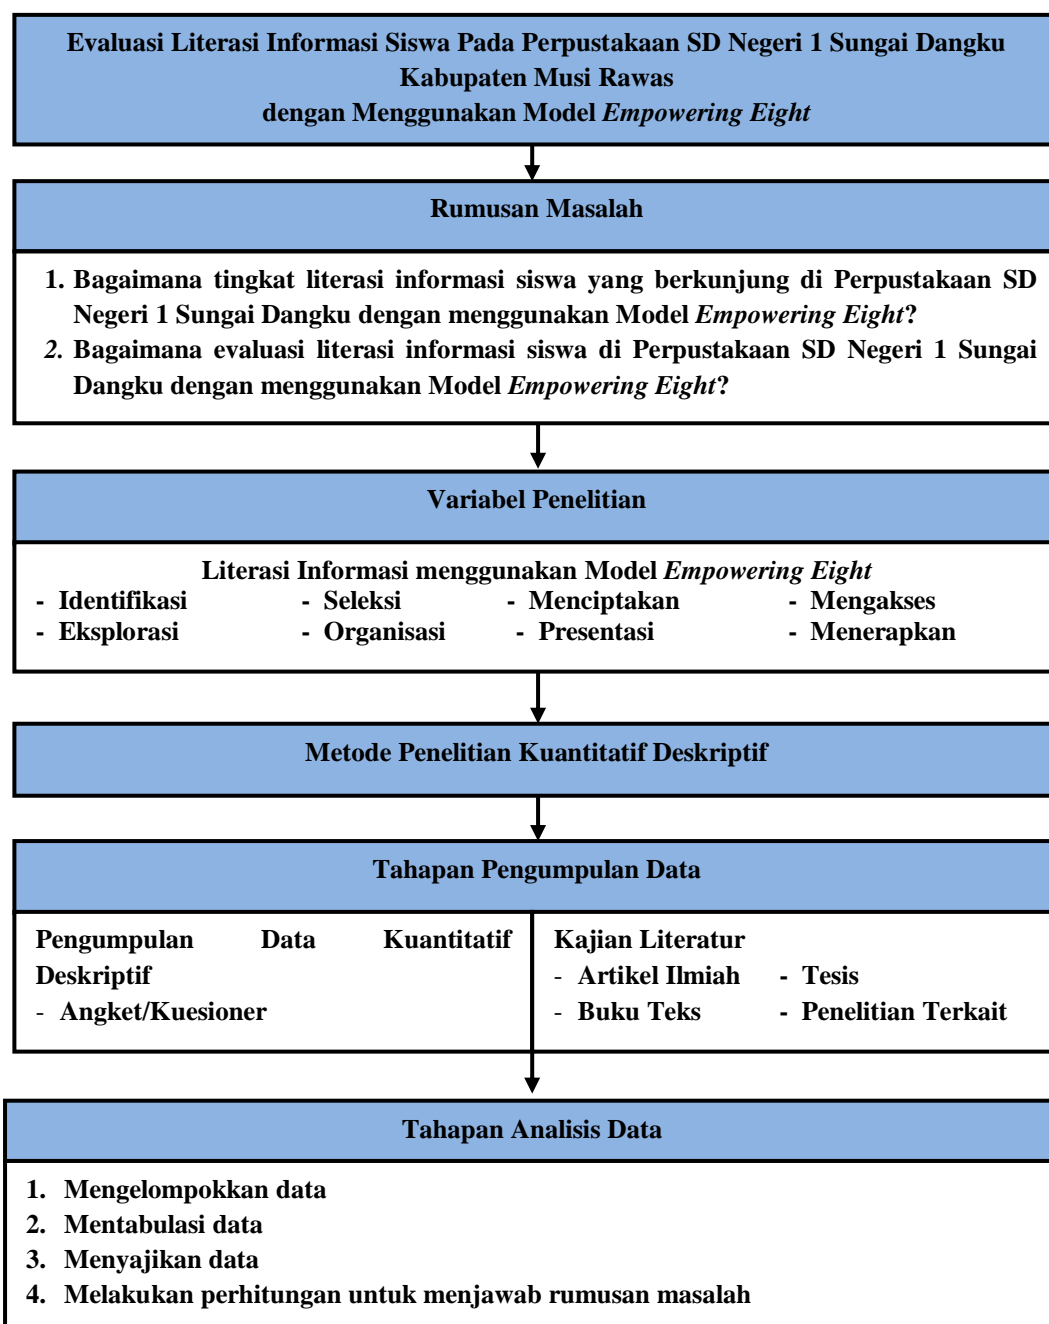 Evaluasi Literasi Informasi Siswa Pada Perpustakaan SD Negeri 1 Sungai Dangku
Kabupaten Musi Rawas
dengan Menggunakan Model Empowering Eight
Rumusan Masalah
1. Bagaimana tingkat literasi informasi siswa yang berkunjung di Perpustakaan SD
Negeri 1 Sungai Dangku dengan menggunakan Model Empowering Eight?
2. Bagaimana evaluasi literasi informasi siswa di Perpustakaan SD Negeri 1 Sungai
Dangku dengan menggunakan Model Empowering Eight?
Variabel Penelitian
Literasi Informasi menggunakan Model Empowering Eight
- Identifikasi - Seleksi - Menciptakan - Mengakses
- Eksplorasi - Organisasi - Presentasi - Menerapkan
Metode Penelitian Kuantitatif Deskriptif
Tahapan Pengumpulan Data
Pengumpulan Data Kuantitatif
Deskriptif
- Angket/Kuesioner
Kajian Literatur
- Artikel Ilmiah - Tesis
- Buku Teks - Penelitian Terkait
Tahapan Analisis Data
1. Mengelompokkan data
2. Mentabulasi data
3. Menyajikan data
4. Melakukan perhitungan untuk menjawab rumusan masalah